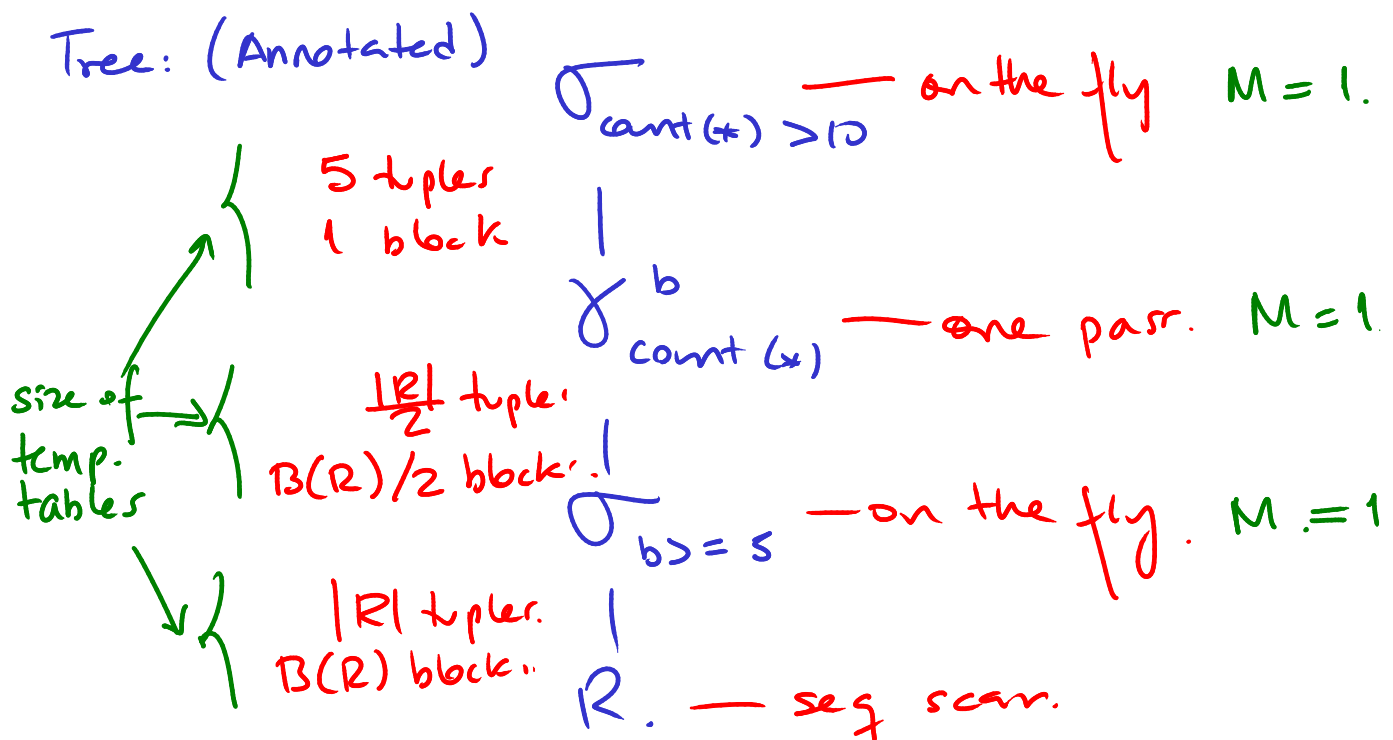 Tree: (Annotated)
σ count(*) >10 — on the fly M = 1.
5 tuples
1 block
γ b count(*) — one pass. M = 1.
size of
temp.
tables
|R|/2 tuples
B(R)/2 blocks.
σ b>= 5 — on the fly. M = 1
|R| tuples.
B(R) blocks.
R. — seq scan.